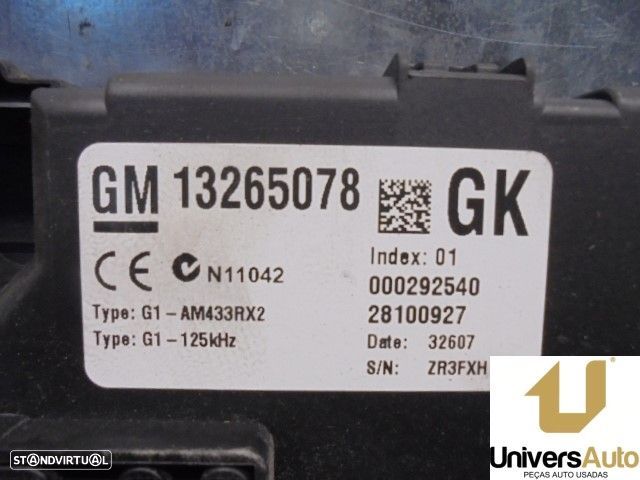 GM 13265078 GK
CE N11042
Index: 01
000292540
Type: G1-AM433RX2
28100927
Type: G1-125kHz
Date: 32607
S/N: ZR3FXH
UniversAuto
PEÇAS AUTO USADAS
STANDVIRTUAL